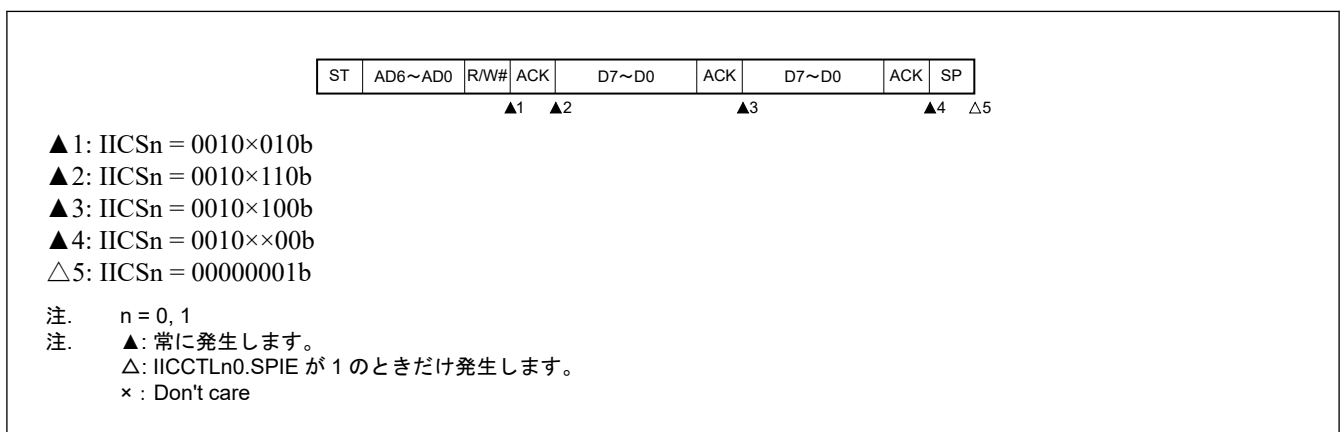 ST AD6～AD0 R/W# ACK D7～D0 ACK D7～D0 ACK SP
▲1 ▲2 ▲3 ▲4 △5
▲1: IICSn = 0010×010b
▲2: IICSn = 0010×110b
▲3: IICSn = 0010×100b
▲4: IICSn = 0010××00b
△5: IICSn = 00000001b
注. n = 0, 1
注. ▲: 常に発生します。
△: IICCTLn0.SPIE が 1 のときだけ発生します。
×：Don't care